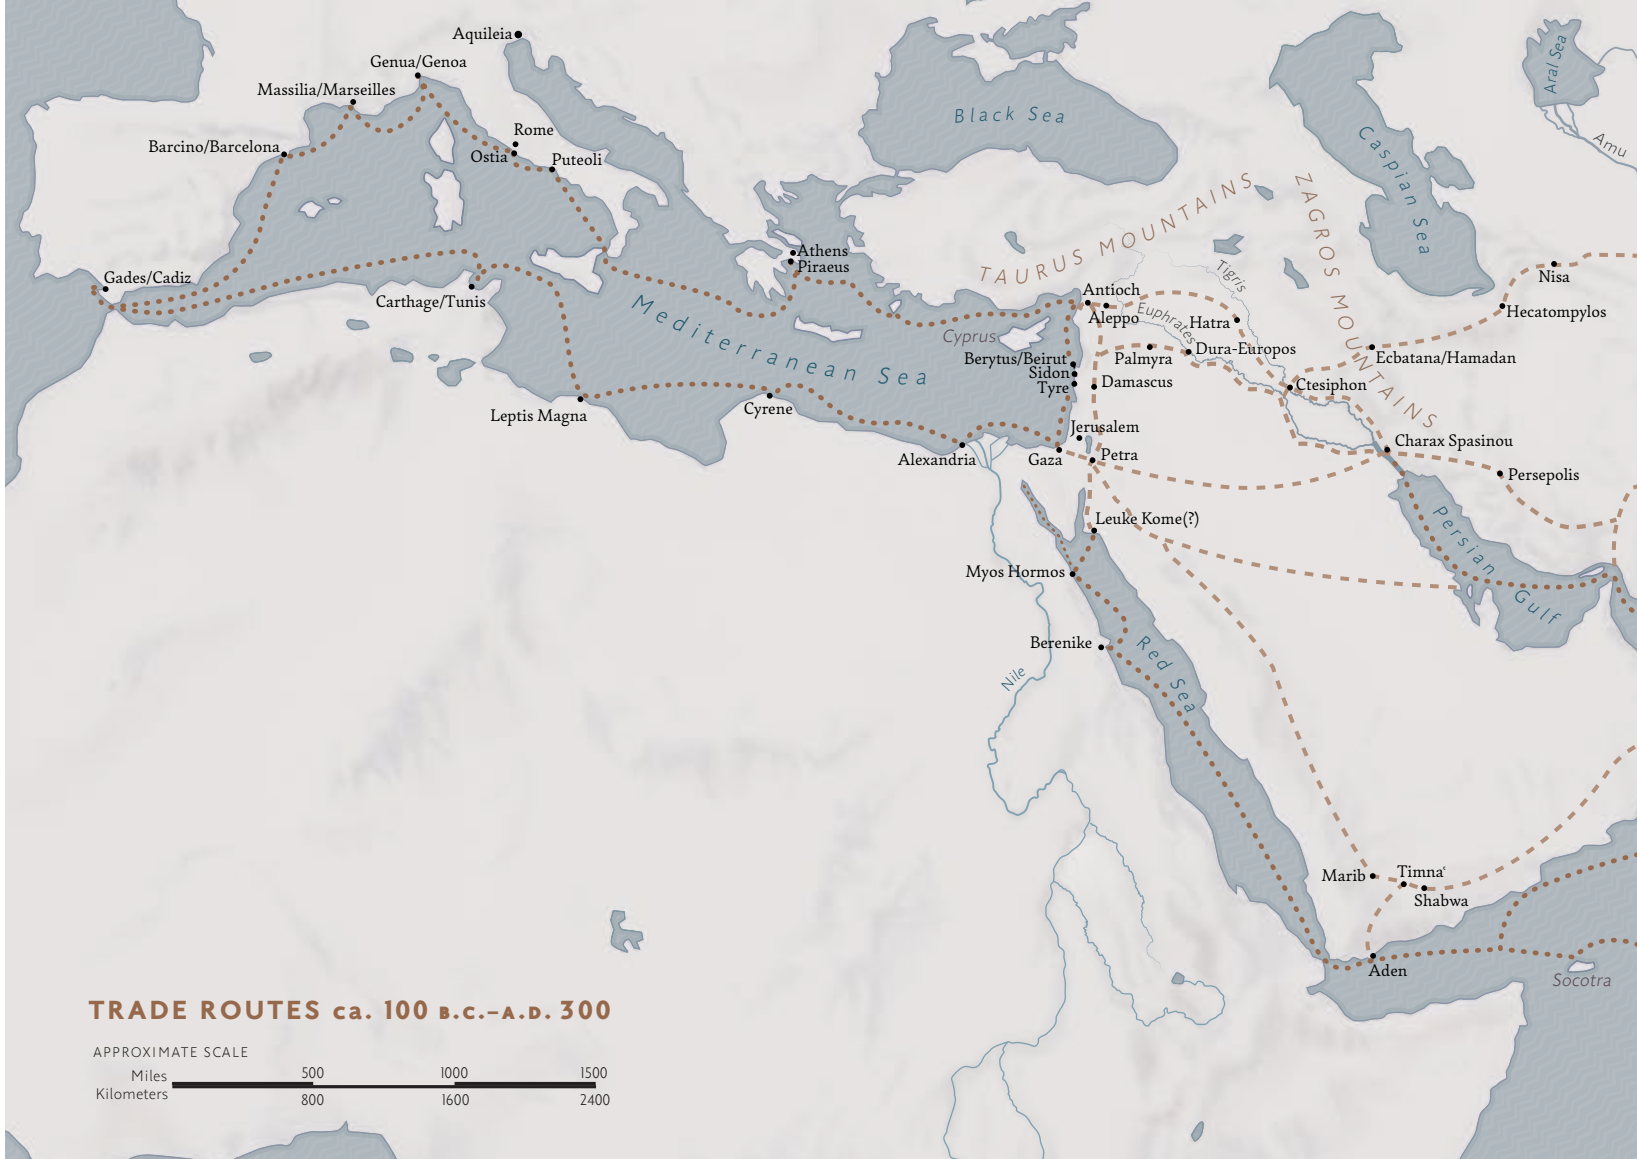 Aquileia
Genua/Genoa
Massilia/Marseilles
Barcino/Barcelona
Rome
Ostia
Puteoli
Gades/Cadiz
Carthage/Tunis
Athens
Piraeus
Mediterranean Sea
Leptis Magna
Cyrene
Alexandria
Black Sea
Caspian Sea
Aral Sea
Amu
TAURUS MOUNTAINS
ZAGROS MOUNTAINS
Tigris
Euphrates
Antioch
Aleppo
Hatra
Cyprus
Berytus/Beirut
Sidon
Tyre
Palmyra
Dura-Europos
Damascus
Jerusalem
Gaza
Petra
Ctesiphon
Nisa
Hecatompylos
Ecbatana/Hamadan
Charax Spasinou
Persepolis
Persian Gulf
Leuke Kome(?)
Myos Hormos
Berenike
Nile
Red Sea
Marib
Timna‘
Shabwa
Aden
Socotra
TRADE ROUTES ca. 100 B.C.–A.D. 300
APPROXIMATE SCALE
Miles 500 1000 1500
Kilometers 800 1600 2400